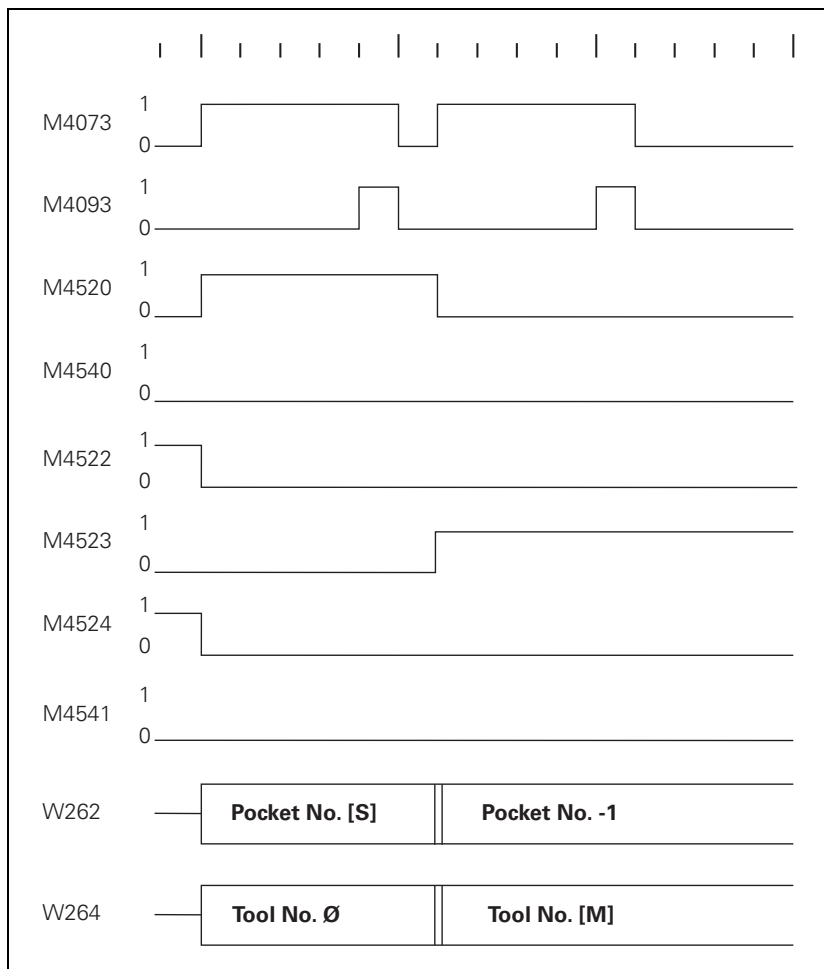 M4073 1
0
M4093 1
0
M4520 1
0
M4540 1
0
M4522 1
0
M4523 1
0
M4524 1
0
M4541 1
0
W262 Pocket No. [S] Pocket No. -1
W264 Tool No. Ø Tool No. [M]